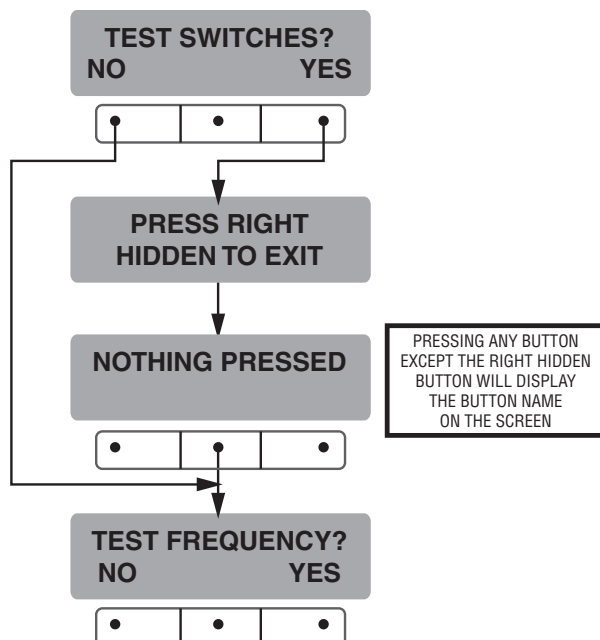 TEST SWITCHES?
NO YES
PRESS RIGHT
HIDDEN TO EXIT
NOTHING PRESSED
PRESSING ANY BUTTON
EXCEPT THE RIGHT HIDDEN
BUTTON WILL DISPLAY
THE BUTTON NAME
ON THE SCREEN
TEST FREQUENCY?
NO YES